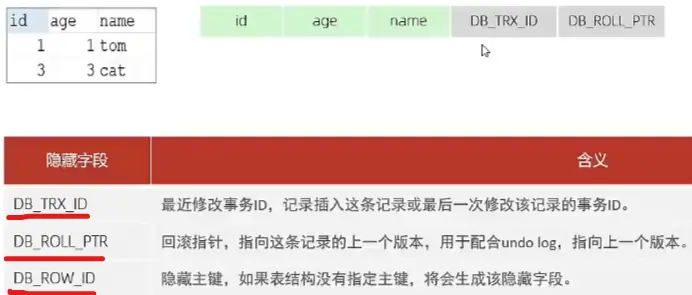 id age name
1 1 tom
3 3 cat
id age name DB_TRX_ID DB_ROLL_PTR
隐藏字段 含义
DB_TRX_ID 最近修改事务ID，记录插入这条记录或最后一次修改该记录的事务ID。
DB_ROLL_PTR 回滚指针，指向这条记录的上一个版本，用于配合undo log，指向上一个版本。
DB_ROW_ID 隐藏主键，如果表结构没有指定主键，将会生成该隐藏字段。